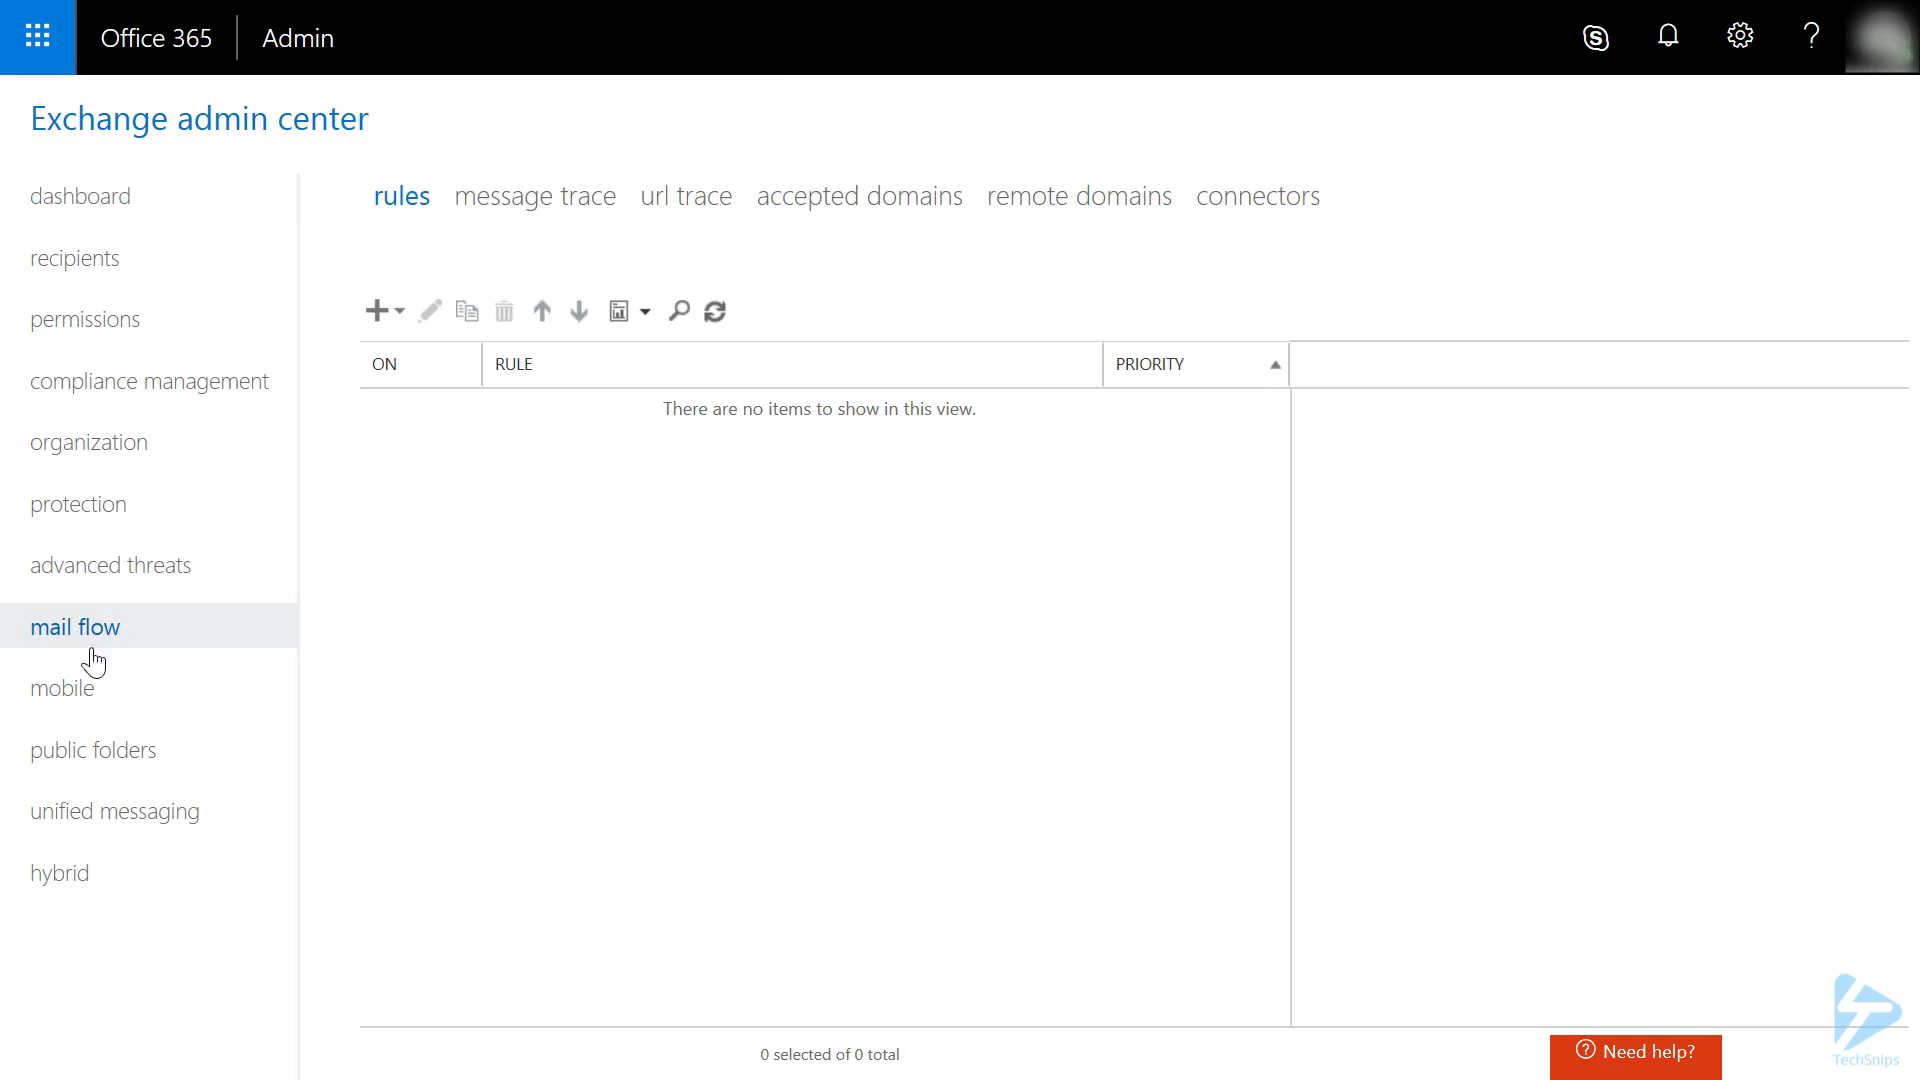 Office 365 Admin
Exchange admin center
dashboard
recipients
permissions
compliance management
organization
protection
advanced threats
mail flow
mobile
public folders
unified messaging
hybrid
rules message trace url trace accepted domains remote domains connectors
ON RULE PRIORITY
There are no items to show in this view.
0 selected of 0 total
Need help?
TechSnips